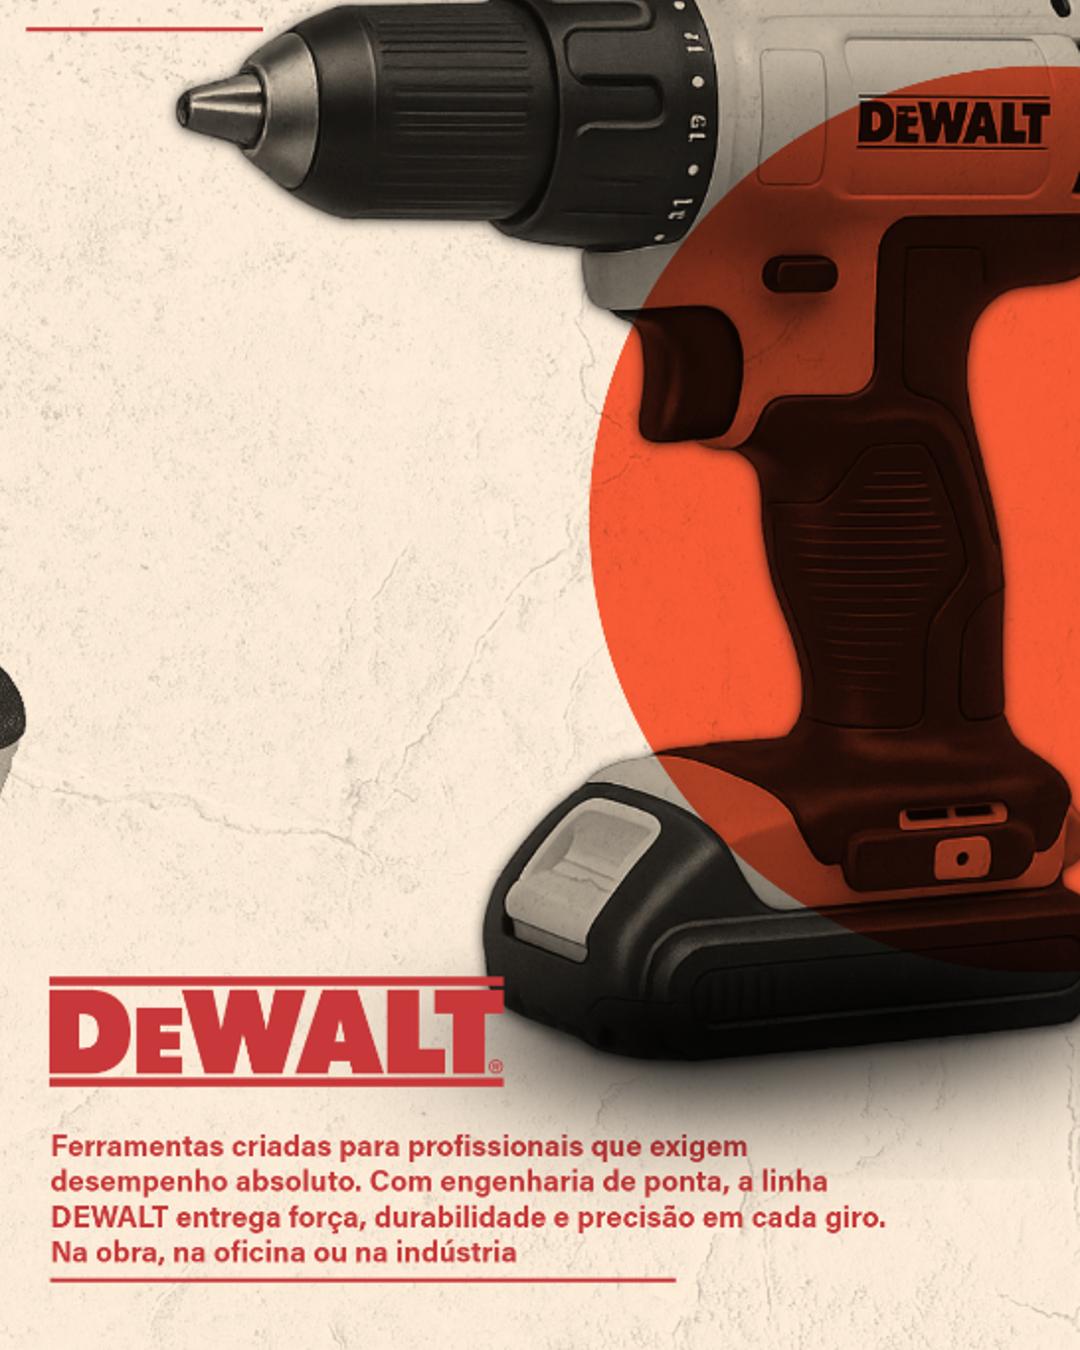 DEWALT
DEWALT®
Ferramentas criadas para profissionais que exigem
desempenho absoluto. Com engenharia de ponta, a linha
DEWALT entrega força, durabilidade e precisão em cada giro.
Na obra, na oficina ou na indústria